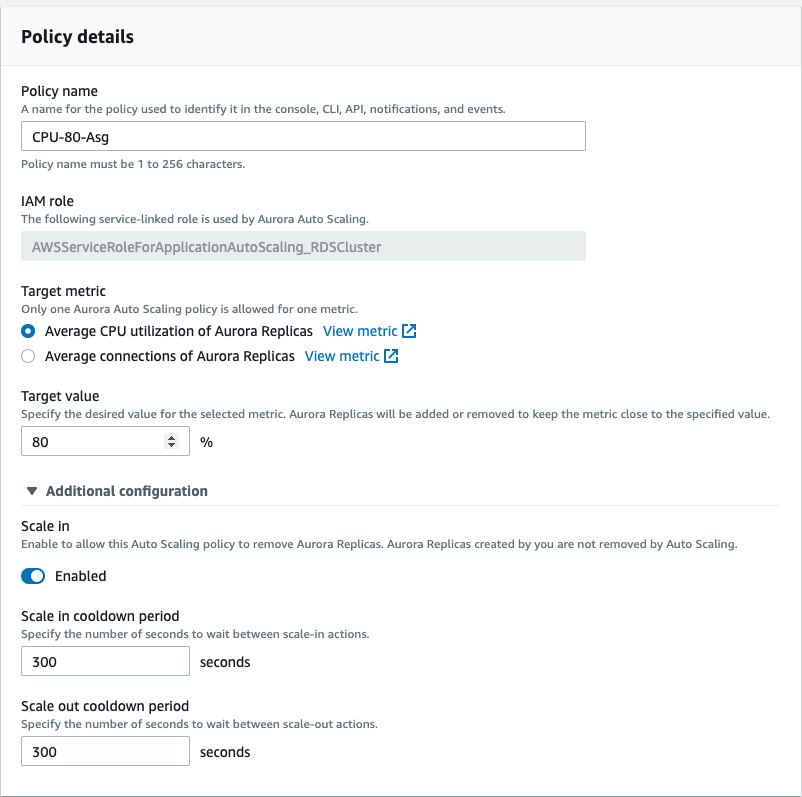 Policy details
Policy name
A name for the policy used to identify it in the console, CLI, API, notifications, and events.
CPU-80-Asg
Policy name must be 1 to 256 characters.
IAM role
The following service-linked role is used by Aurora Auto Scaling.
AWSServiceRoleForApplicationAutoScaling_RDSCluster
Target metric
Only one Aurora Auto Scaling policy is allowed for one metric.
Average CPU utilization of Aurora Replicas View metric
Average connections of Aurora Replicas View metric
Target value
Specify the desired value for the selected metric. Aurora Replicas will be added or removed to keep the metric close to the specified value.
80 %
Additional configuration
Scale in
Enable to allow this Auto Scaling policy to remove Aurora Replicas. Aurora Replicas created by you are not removed by Auto Scaling.
Enabled
Scale in cooldown period
Specify the number of seconds to wait between scale-in actions.
300 seconds
Scale out cooldown period
Specify the number of seconds to wait between scale-out actions.
300 seconds